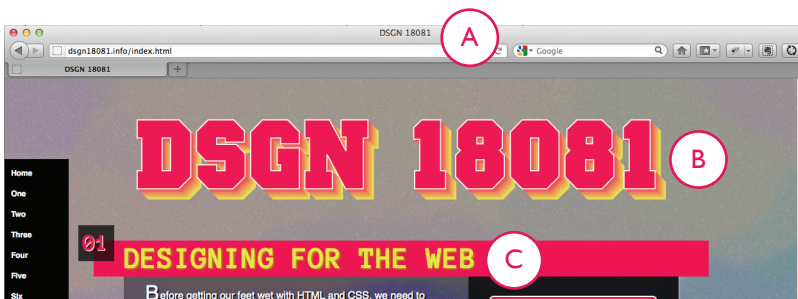 DSGN 18081
A
dsgn18081.info/index.html
Google
DSGN 18081
DSGN 18081
B
Home
One
Two
Three
Four
Five
Six
01
DESIGNING FOR THE WEB
C
Before getting our feet wet with HTML and CSS, we need to